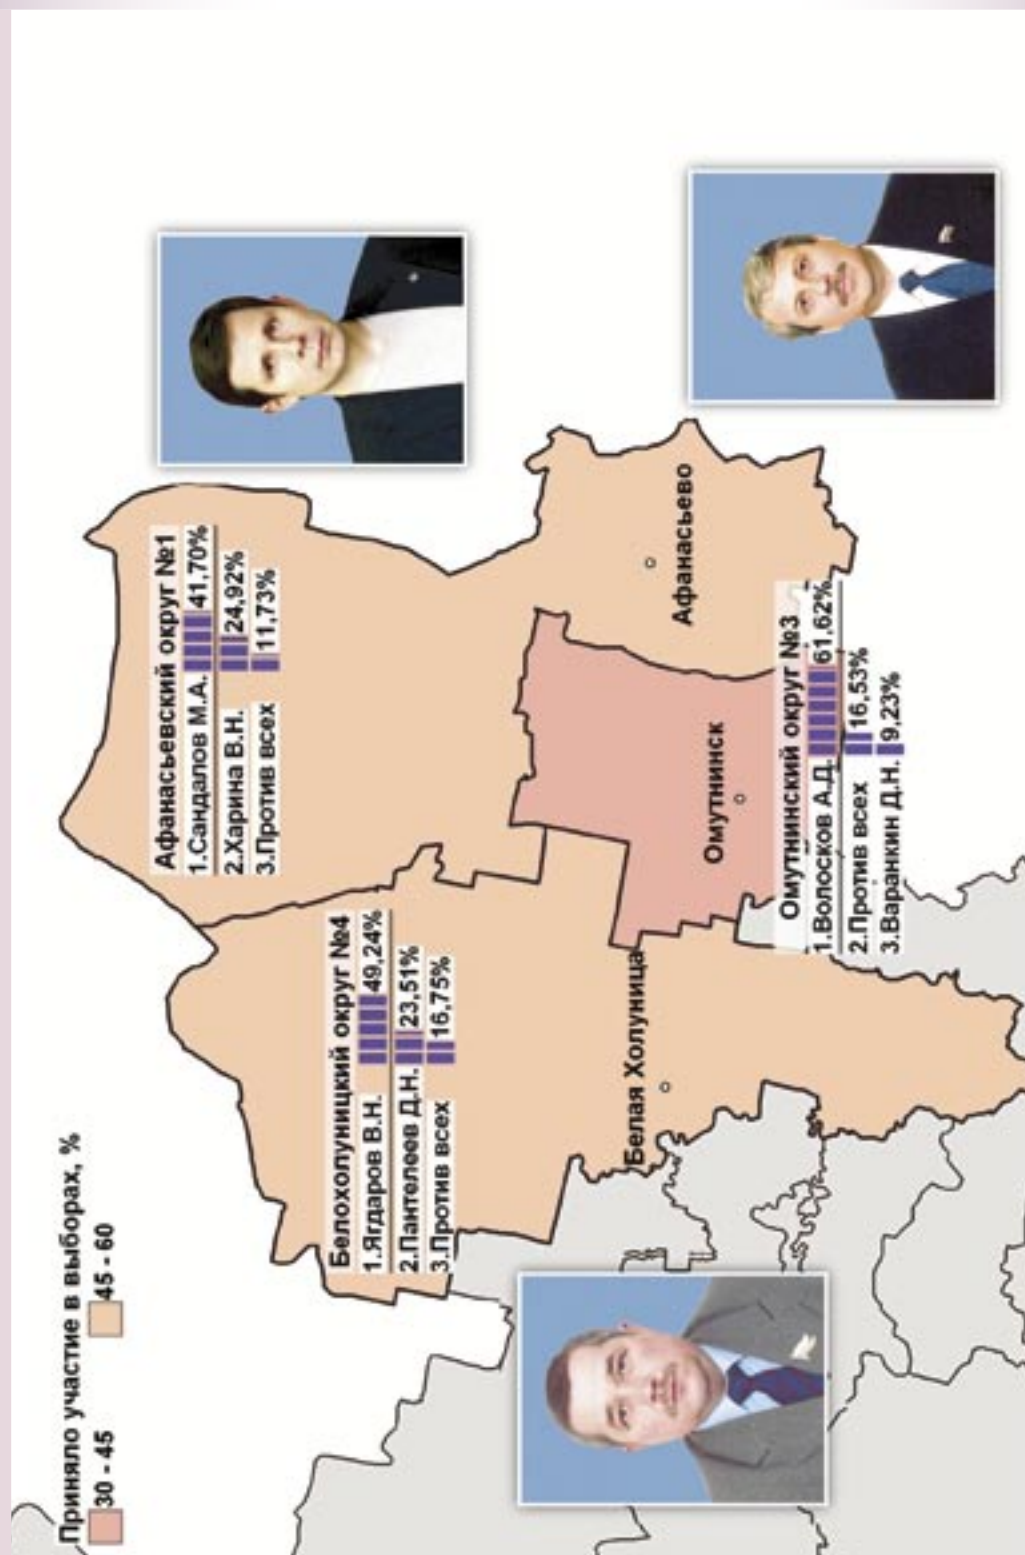 Приняло участие в выборах, %
30 - 45
45 - 60
Белохолуницкий округ №4
1.Ягдаров В.Н. 49,24%
2.Пантелеев Д.Н. 23,51%
3.Против всех 16,75%
Афанасьевский округ №1
1.Сандалов М.А. 41,70%
2.Харина В.Н. 24,92%
3.Против всех 11,73%
Белая Холуница
Омутнинск
Афанасьево
Омутнинский округ №3
1.Волосков А.Д. 61,62%
2.Против всех 16,53%
3.Варанкин Д.Н. 9,23%